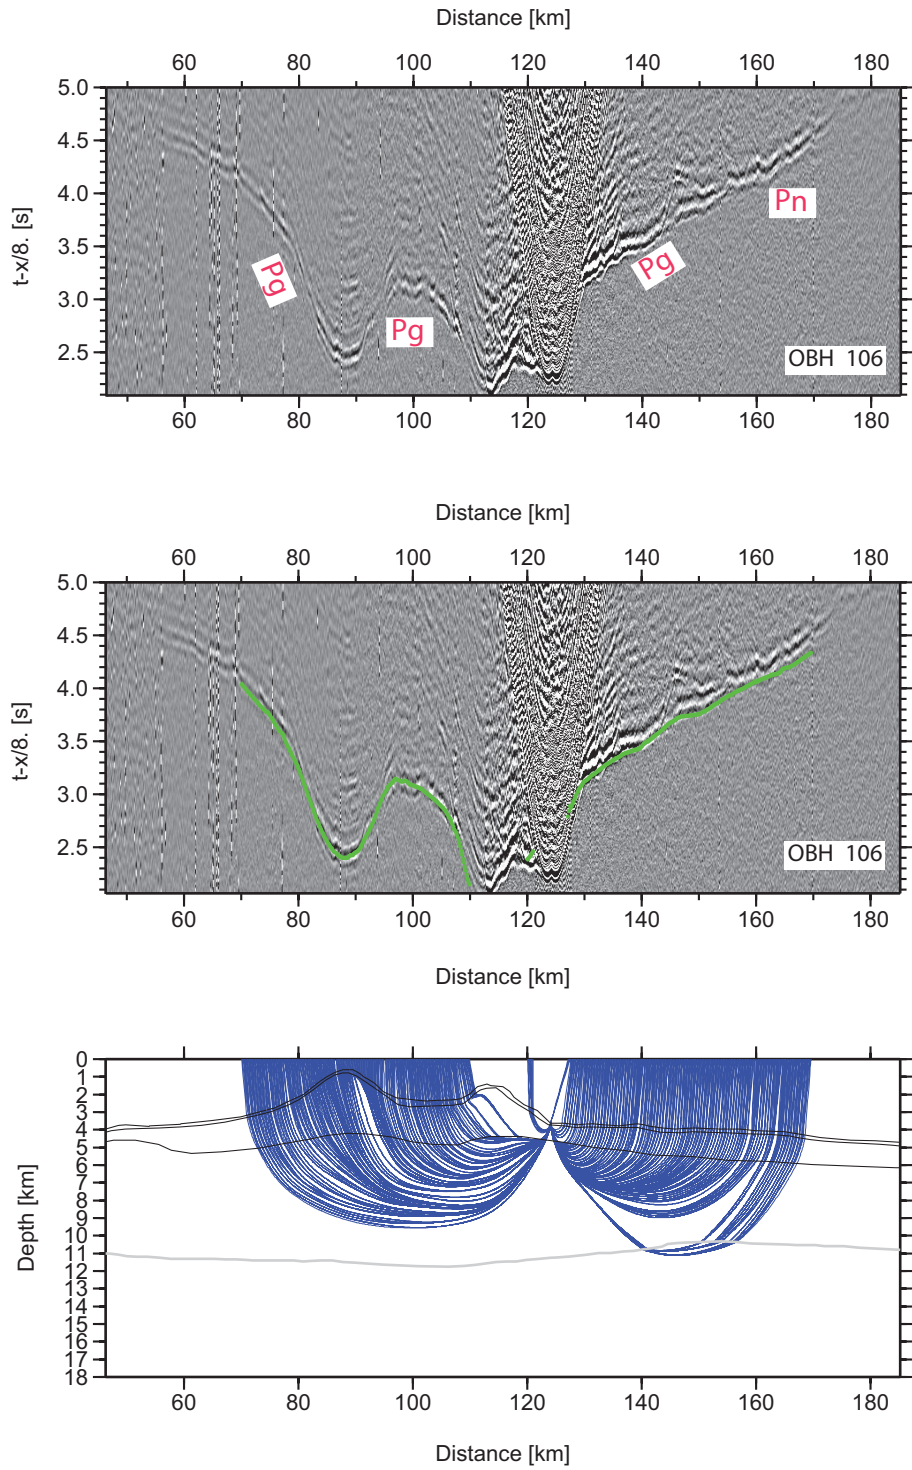 Distance [km]
60 80 100 120 140 160 180
5.0
4.5
4.0
3.5
3.0
2.5
t-x/8. [s]
Pn
Pg
Pg
Pg
OBH 106
60 80 100 120 140 160 180
Distance [km]
60 80 100 120 140 160 180
5.0
4.5
4.0
3.5
3.0
2.5
t-x/8. [s]
OBH 106
60 80 100 120 140 160 180
Distance [km]
0
1
2
3
4
5
6
7
8
9
10
11
12
13
14
15
16
17
18
Depth [km]
60 80 100 120 140 160 180
Distance [km]